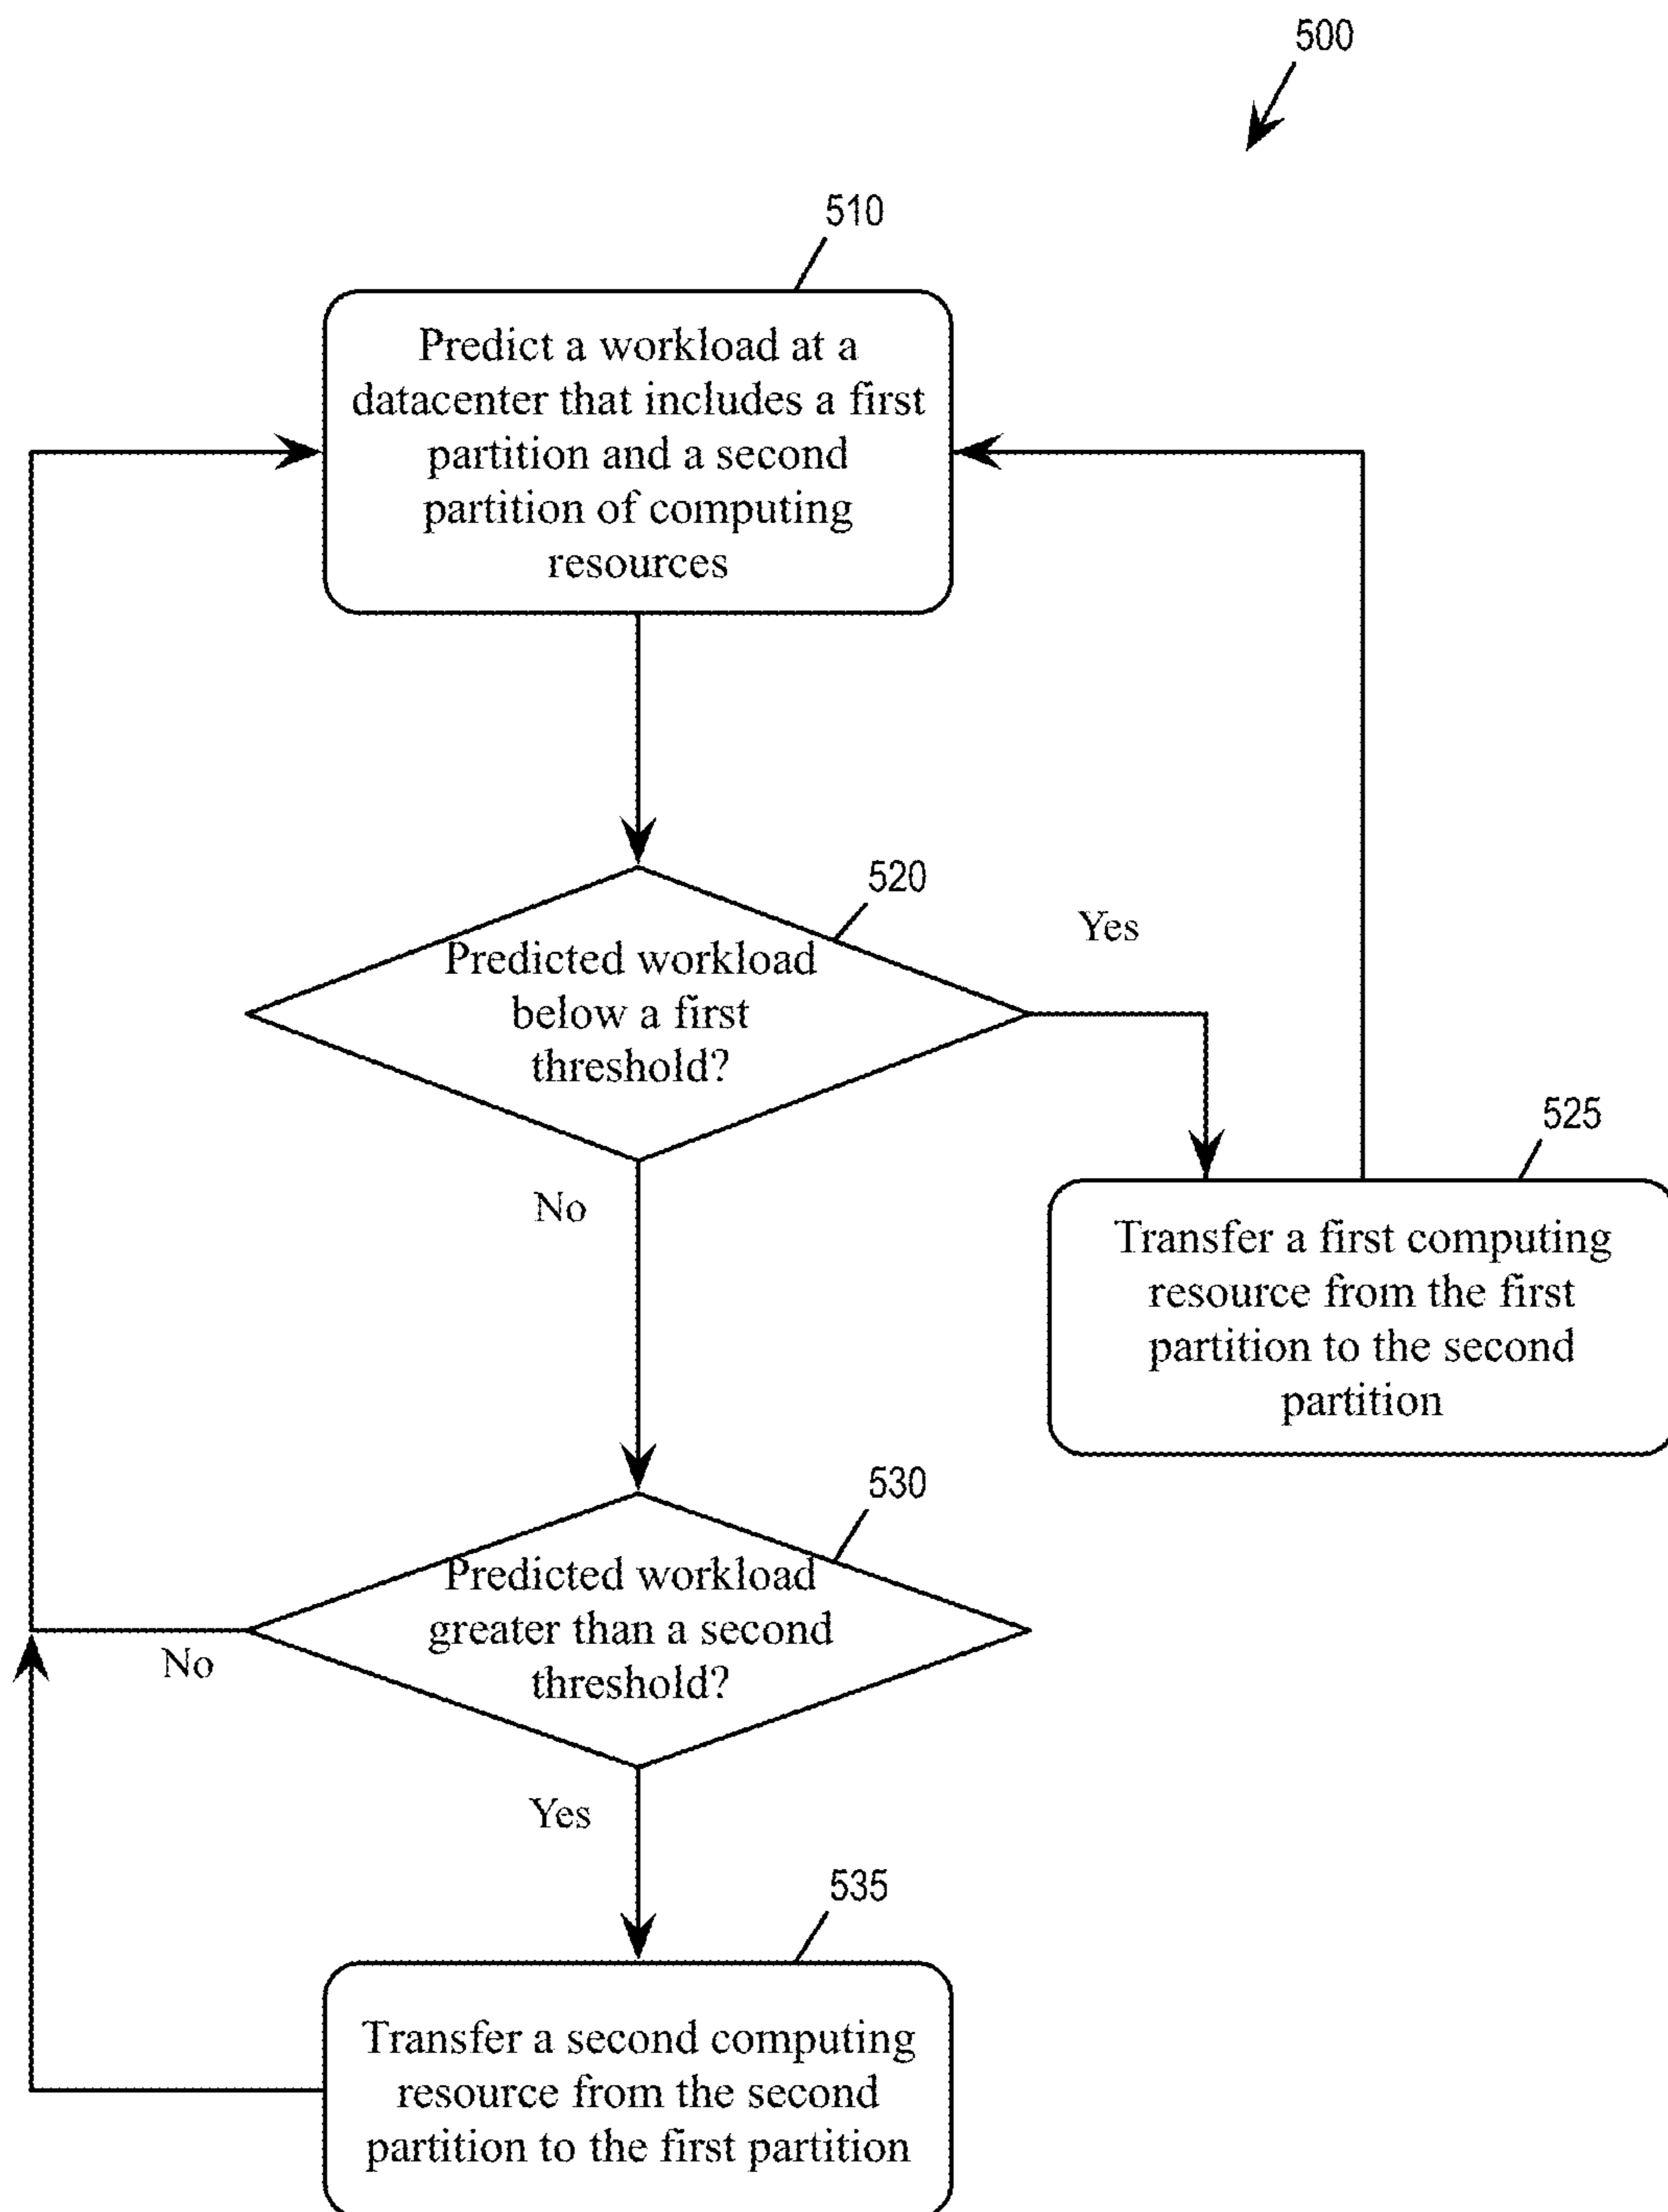 500
510
Predict a workload at a
datacenter that includes a first
partition and a second
partition of computing
resources
520
Predicted workload
below a first
threshold?
Yes
No
525
Transfer a first computing
resource from the first
partition to the second
partition
530
Predicted workload
greater than a second
threshold?
No
Yes
535
Transfer a second computing
resource from the second
partition to the first partition